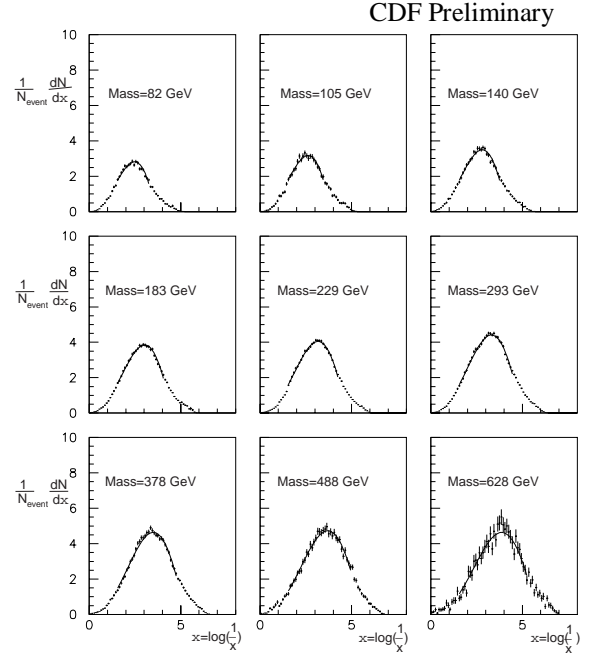 CDF Preliminary
10
8
6
4
2
0
1/N_event dN/dx
Mass=82 GeV
Mass=105 GeV
Mass=140 GeV
10
8
6
4
2
0
1/N_event dN/dx
Mass=183 GeV
Mass=229 GeV
Mass=293 GeV
10
8
6
4
2
0
1/N_event dN/dx
Mass=378 GeV
Mass=488 GeV
Mass=628 GeV
0 5 0 5 0 5
x=log(1/x) x=log(1/x) x=log(1/x)